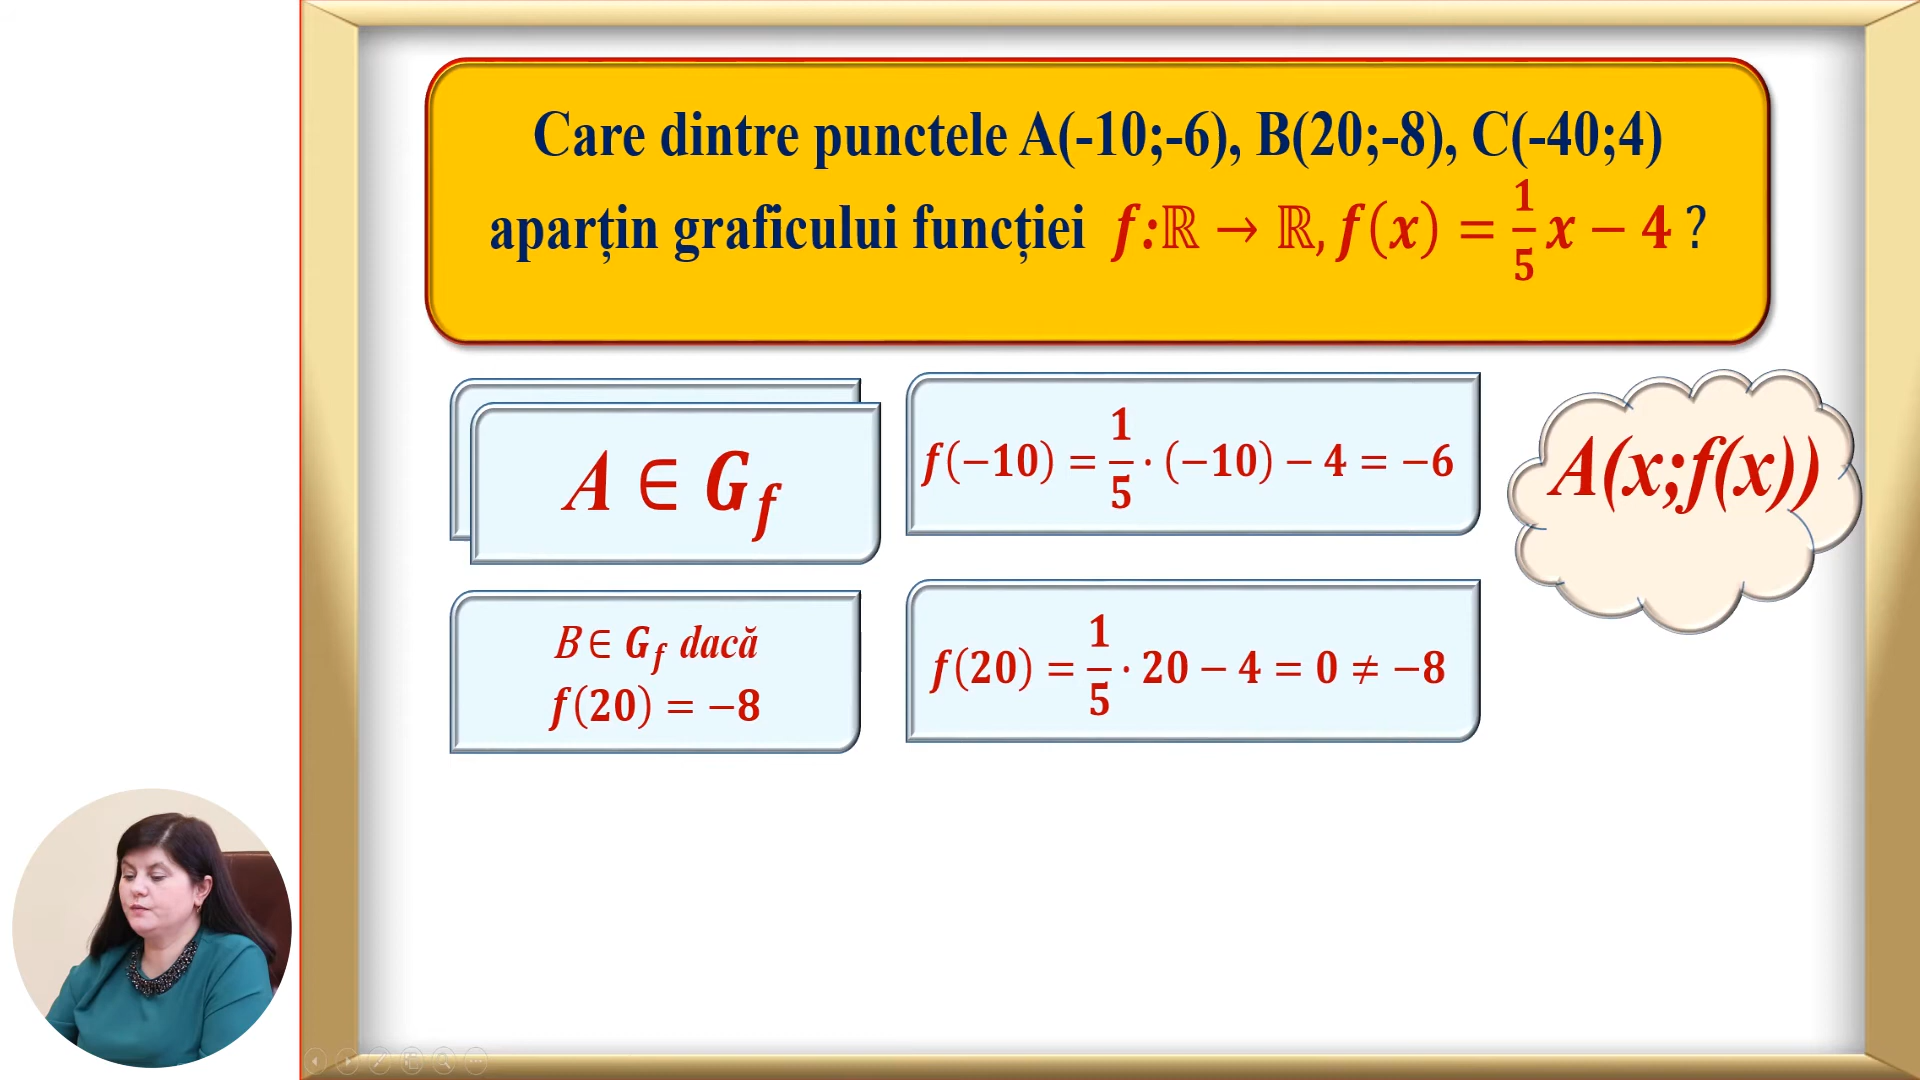 Care dintre punctele A(-10;-6), B(20;-8), C(-40;4)
aparțin graficului funcției f:ℝ → ℝ, f(x) = 1/5 x − 4 ?
A ∈ G_f
f(−10) = 1/5 · (−10) − 4 = −6
A(x;f(x))
B ∈ G_f dacă
f(20) = −8
f(20) = 1/5 · 20 − 4 = 0 ≠ −8